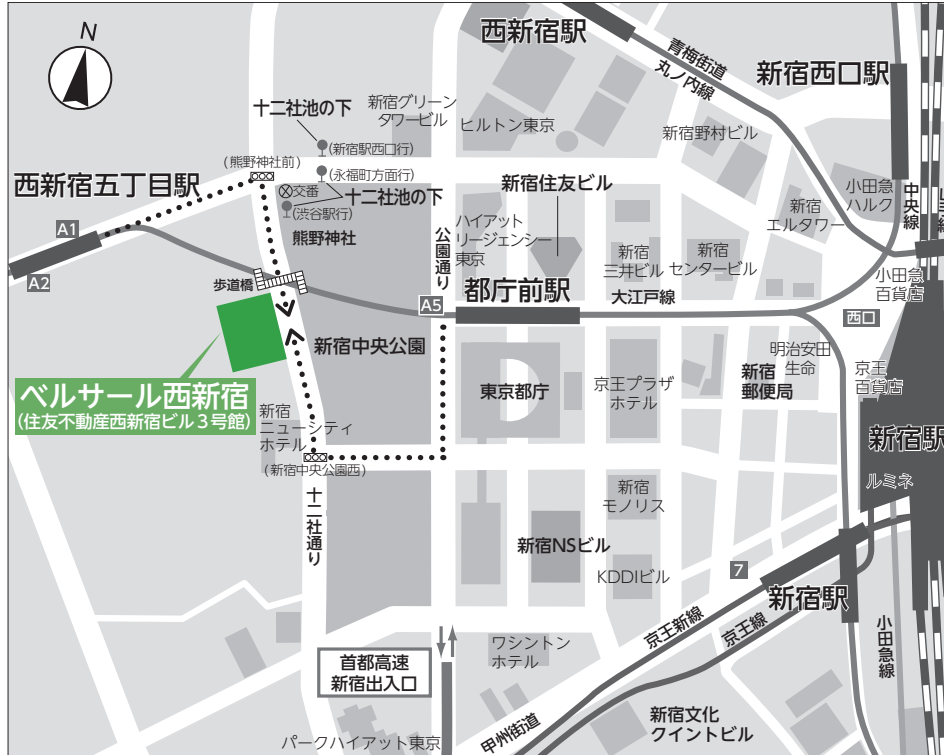 N
西新宿駅
青梅街道
丸ノ内線
新宿西口駅
十二社池の下
新宿グリーン
タワービル
ヒルトン東京
新宿野村ビル
(新宿駅西口行)
(熊野神社前)
(永福町方面行)
西新宿五丁目駅
交番
十二社池の下
新宿住友ビル
小田急
ハルク
中央線
(渋谷駅行)
熊野神社
公園通り
ハイアット
リージェンシー
東京
新宿
三井ビル
新宿
センタービル
新宿
エルタワー
A1
A2
歩道橋
A5
都庁前駅
大江戸線
小田急
百貨店
西口
新宿中央公園
東京都庁
京王プラザ
ホテル
新宿
郵便局
明治安田
生命
京王
百貨店
ベルサール西新宿
(住友不動産西新宿ビル3号館)
新宿
ニューシティ
ホテル
(新宿中央公園西)
新宿駅
ルミネ
十二社通り
新宿
モノリス
新宿NSビル
KDDIビル
7
新宿駅
京王新線
京王線
小田急線
首都高速
新宿出入口
ワシントン
ホテル
甲州街道
新宿文化
クイントビル
パークハイアット東京